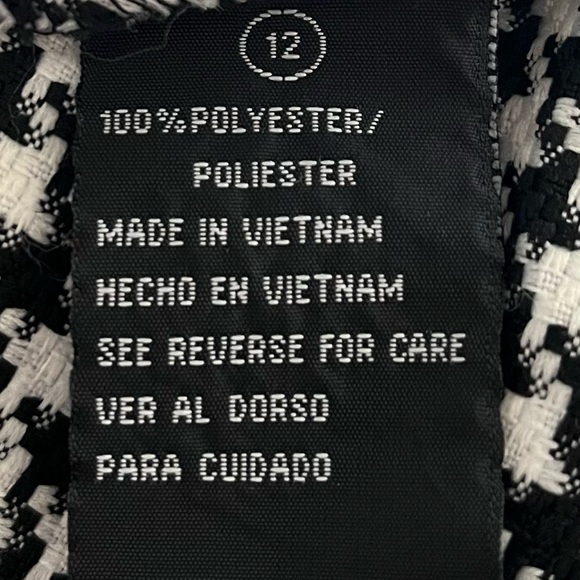 12
100%POLYESTER/
POLIESTER
MADE IN VIETNAM
HECHO EN VIETNAM
SEE REVERSE FOR CARE
VER AL DORSO
PARA CUIDADO